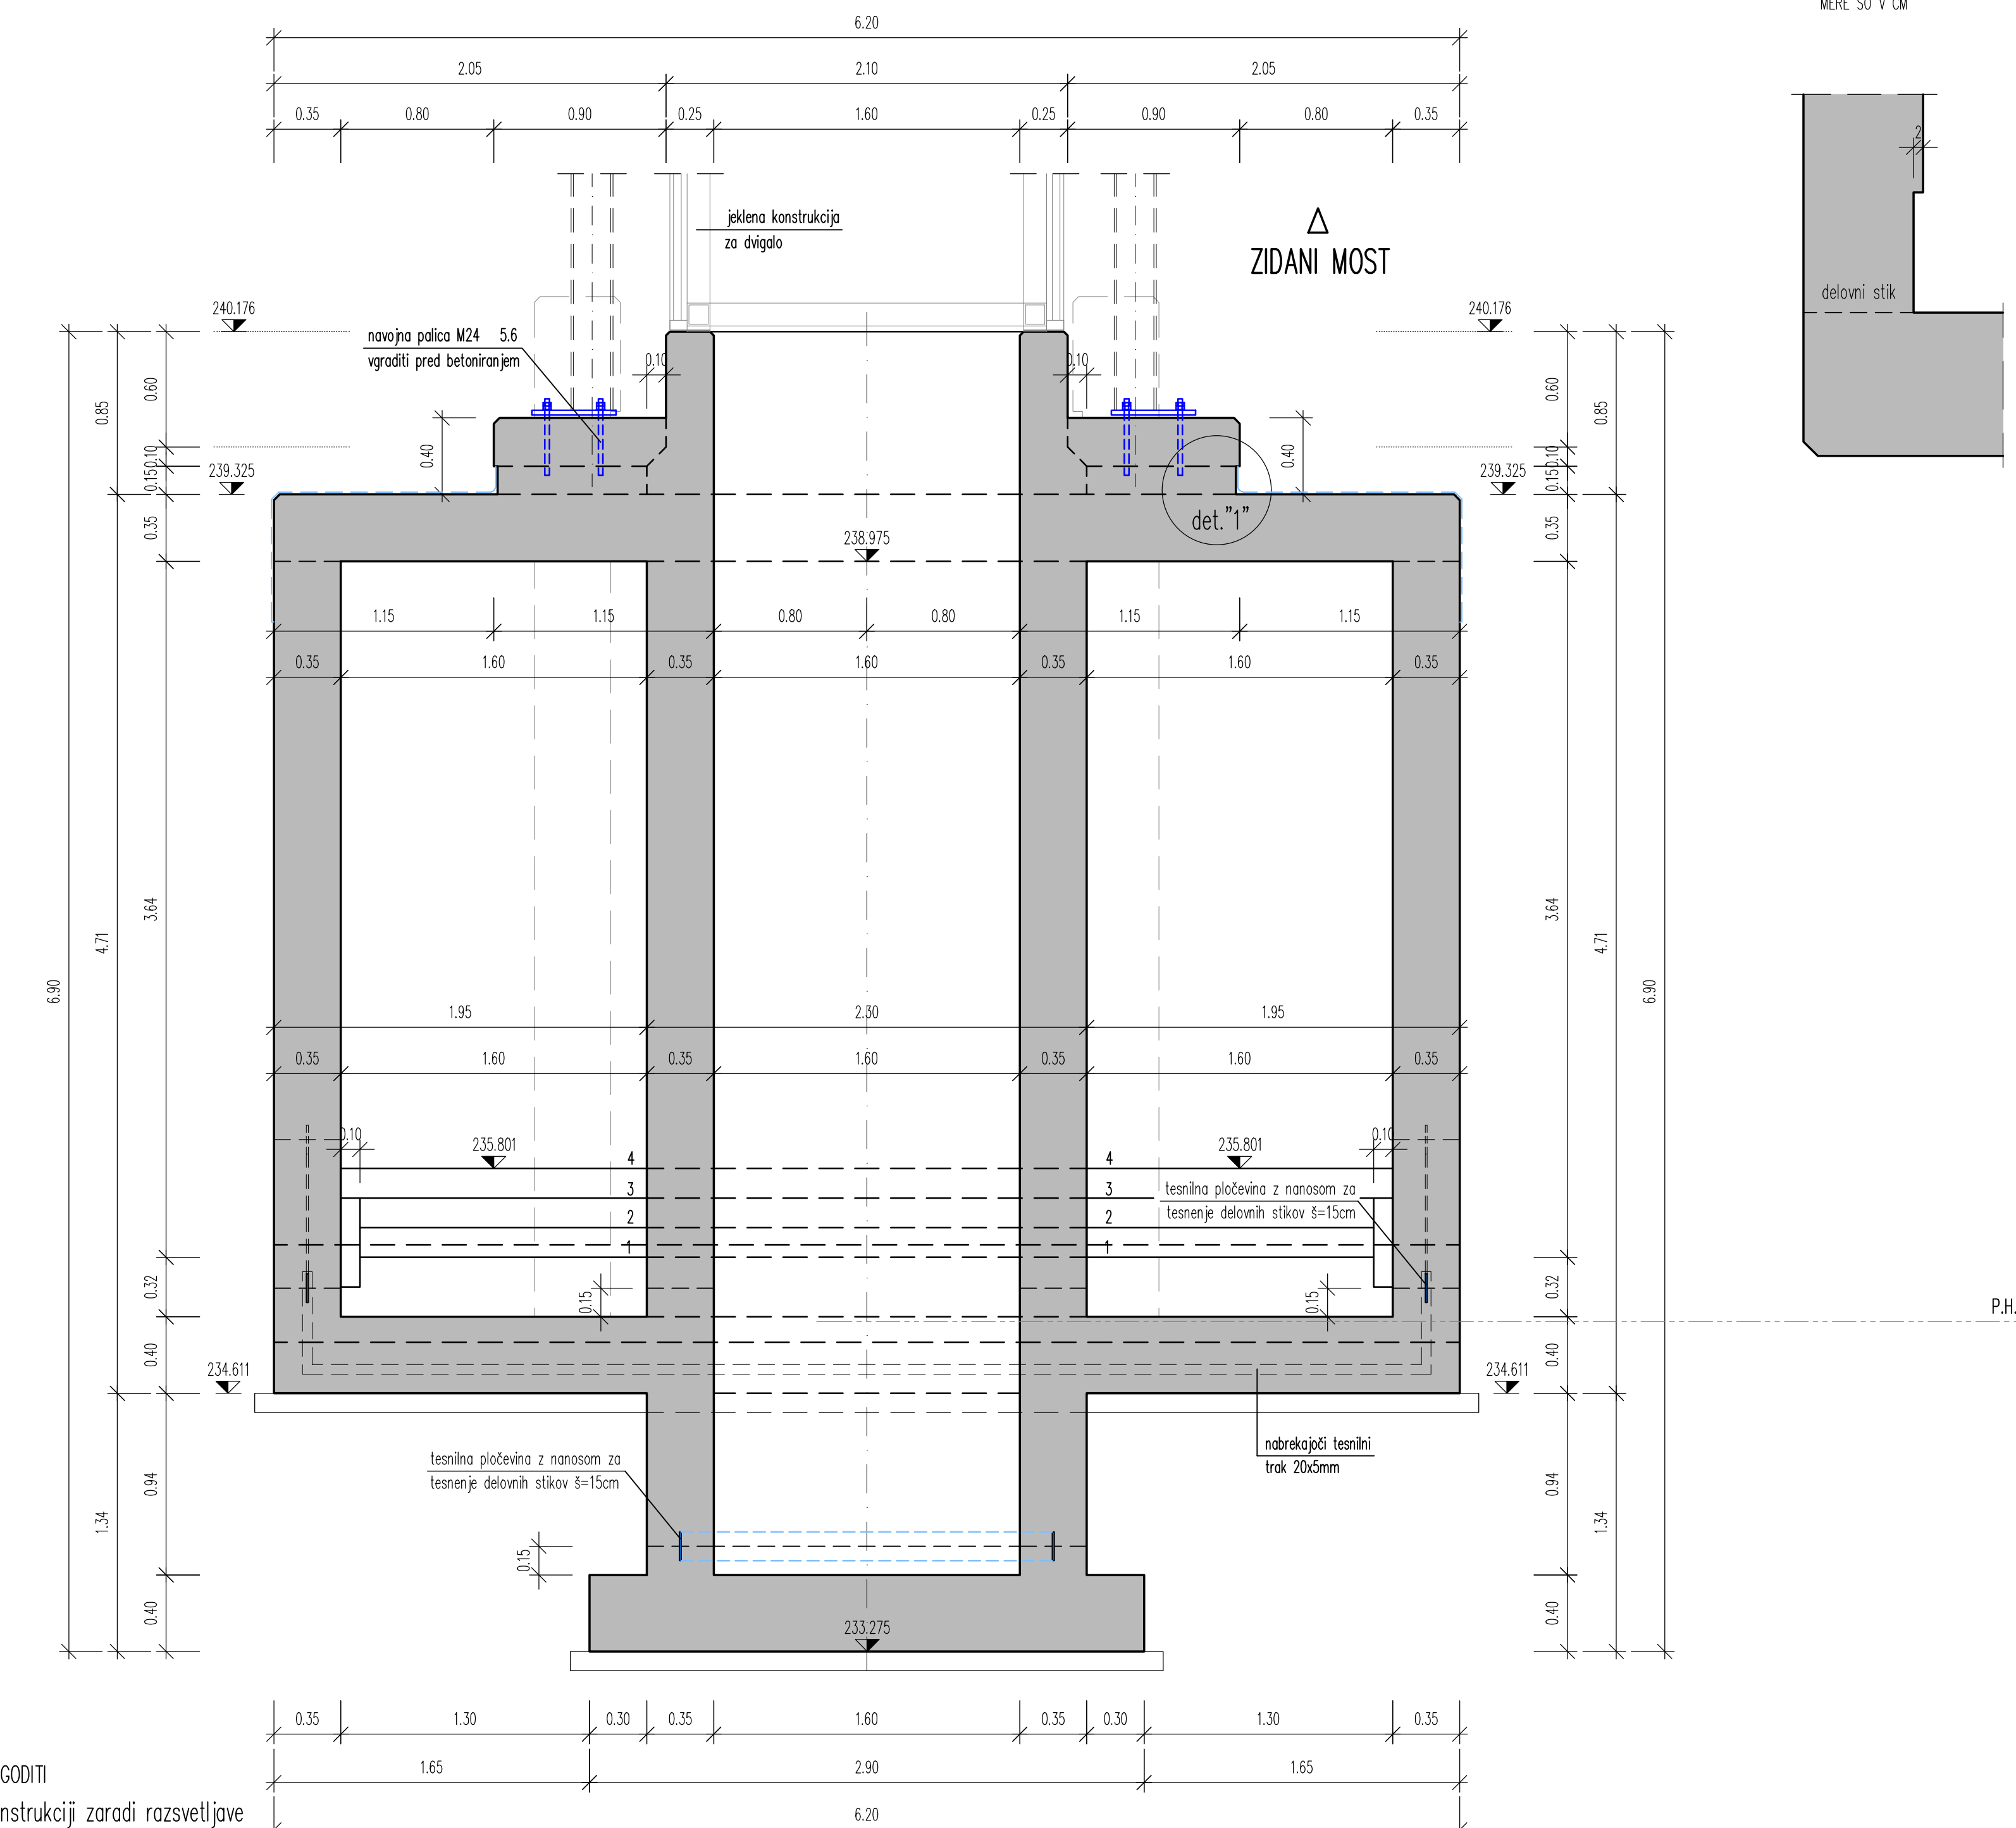 MERE SO V CM
6.20
2.05 2.10 2.05
0.35 0.80 0.90 0.25 1.60 0.25 0.90 0.80 0.35
2
jeklena konstrukcija
za dvigalo
ZIDANI MOST
delovni stik
240.176 240.176
navojna palica M24 5.6
vgraditi pred betoniranjem
0.10 0.10
0.60 0.60
0.85 0.85
0.40 0.40
0.10 0.10
0.15 0.15
239.325 239.325
det."1"
0.35 0.35
238.975
1.15 1.15 0.80 0.80 1.15 1.15
0.35 1.60 0.35 1.60 0.35 1.60 0.35
3.64 3.64
4.71 4.71
6.90 6.90
1.95 2.30 1.95
0.35 1.60 0.35 1.60 0.35 1.60 0.35
0.10 0.10
235.801 235.801
4 4
3 3
tesnilna pločevina z nanosom za
tesnenje delovnih stikov š=15cm
2 2
1 1
0.32 0.32
0.15 0.15
P.H.
0.40 0.40
234.611 234.611
nabrekajoči tesnilni
trak 20x5mm
tesnilna pločevina z nanosom za
tesnenje delovnih stikov š=15cm
0.94 0.94
1.34 1.34
0.15
0.40 0.40
233.275
0.35 1.30 0.30 0.35 1.60 0.35 0.30 1.30 0.35
1.65 2.90 1.65
GODITI
nstrukciji zaradi razsvetljave
6.20